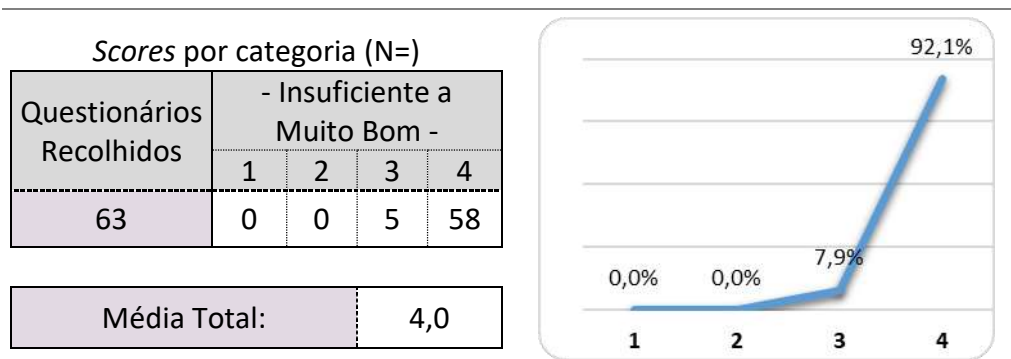 Scores por categoria (N=)
Questionários
Recolhidos
- Insuficiente a
Muito Bom -
1 2 3 4
63 0 0 5 58
Média Total: 4,0
92,1%
7,9%
0,0% 0,0%
1 2 3 4